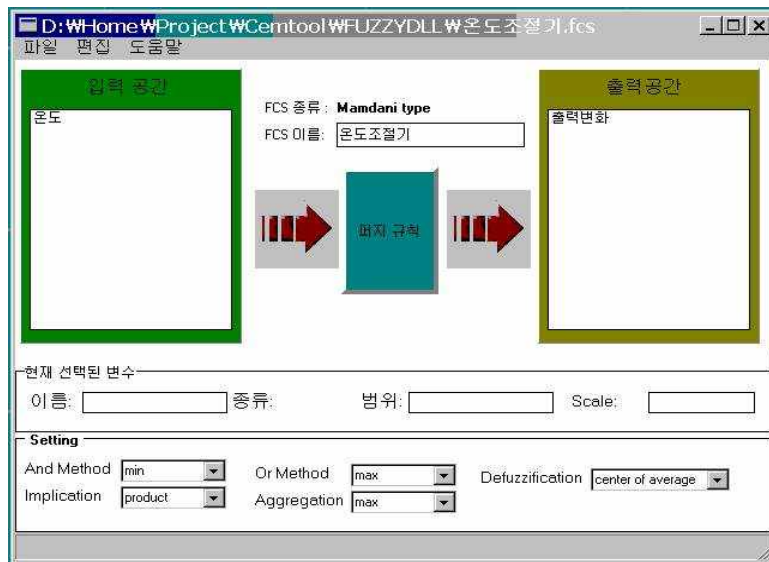 D:₩Home₩Project₩Cemtool₩FUZZYDLL₩온도조절기.fcs
파일 편집 도움말
입력 공간
온도
FCS 종류 : Mamdani type
FCS 이름: 온도조절기
퍼지 규칙
출력공간
출력변화
현재 선택된 변수
이름: 종류: 범위: Scale:
Setting
And Method min Or Method max Defuzzification center of average
Implication product Aggregation max